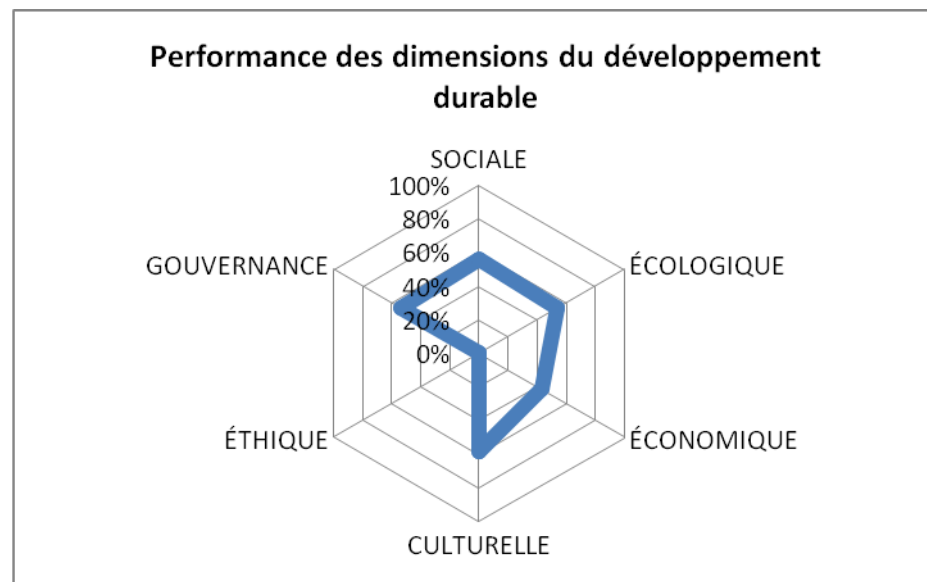 Performance des dimensions du développement
durable
SOCIALE
100%
80%
60%
40%
20%
0%
GOUVERNANCE
ÉCOLOGIQUE
ÉTHIQUE
ÉCONOMIQUE
CULTURELLE